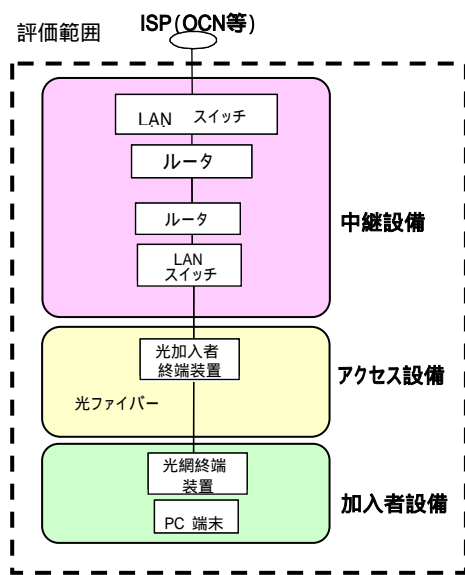 評価範囲
ISP(OCN等)
LAN スイッチ
ルータ
ルータ
LAN
スイッチ
中継設備
光加入者
終端装置
光ファイバー
アクセス設備
光網終端
装置
PC 端末
加入者設備